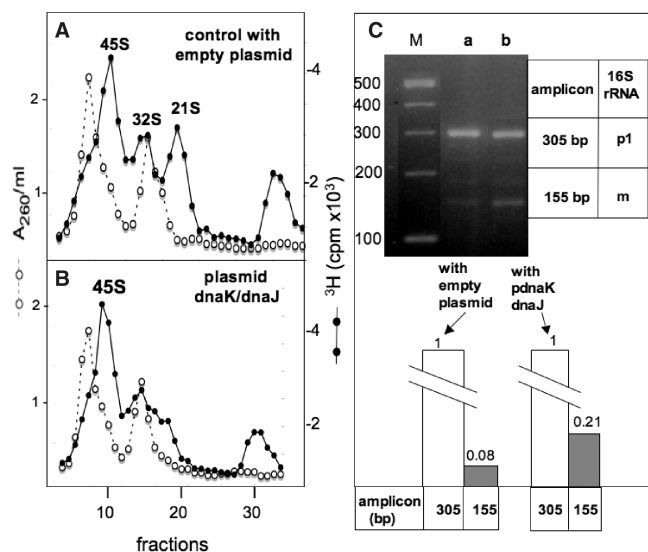 A
control with
empty plasmid
45S
32S
21S
2
1
-4
-2
A260/ml
³H (cpm x10³)
B
plasmid
dnaK/dnaJ
45S
2
1
-4
-2
10
20
30
fractions
C
M
a
b
500
400
300
200
100
amplicon
16S
rRNA
305 bp
p1
155 bp
m
with
empty
plasmid
with
pdnaK
dnaJ
1
1
0.08
0.21
amplicon
(bp)
305
155
305
155